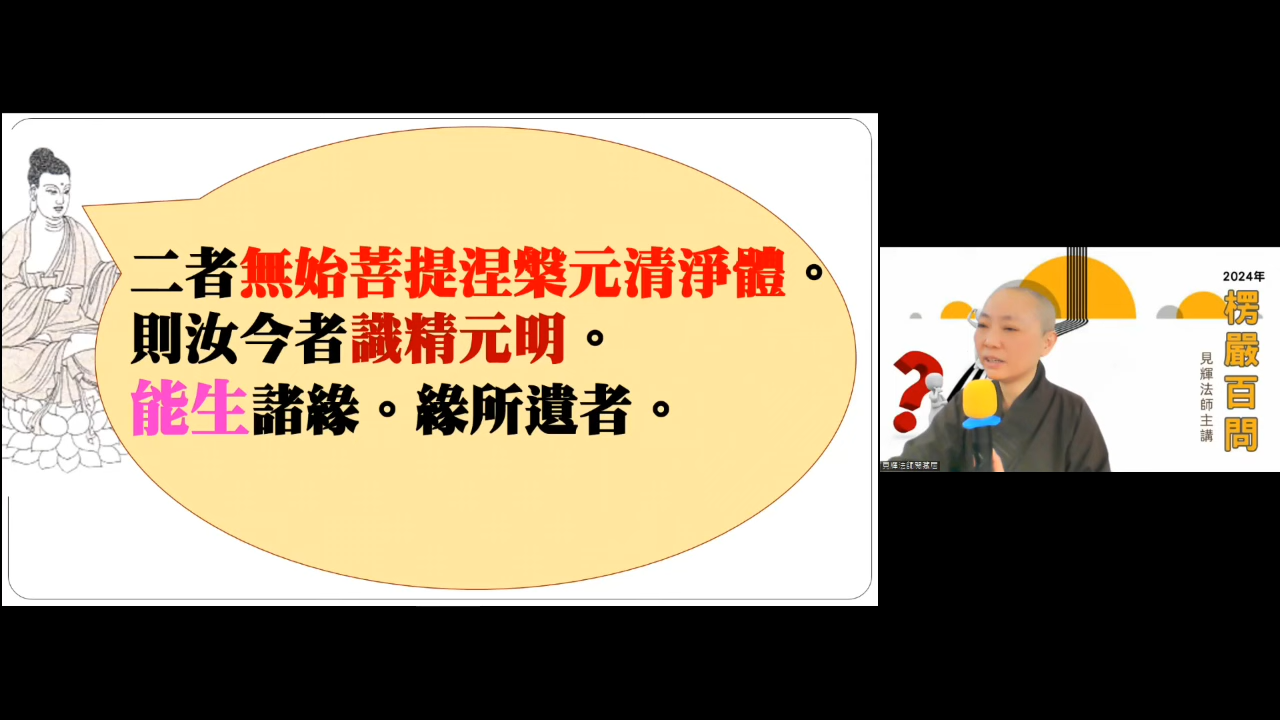 二者無始菩提涅槃元清淨體。
則汝今者識精元明。
能生諸緣。緣所遺者。
2024年
楞嚴百問
見輝法師主講